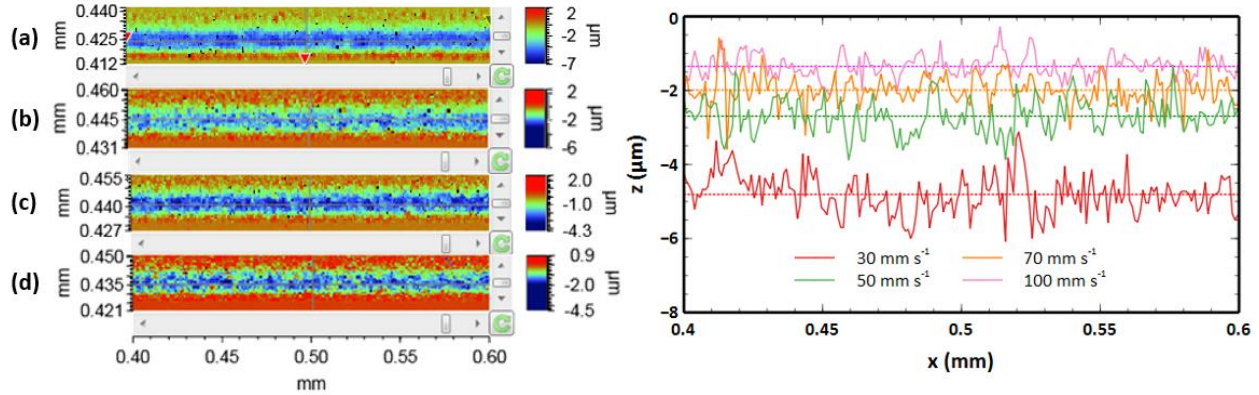 (a)
mm
0.440
0.425
0.412
2
-2
-7
μm
(b)
mm
0.460
0.445
0.431
2
-2
-6
μm
(c)
mm
0.455
0.440
0.427
2.0
-1.0
-4.3
μm
(d)
mm
0.450
0.435
0.421
0.9
-2.0
-4.5
μm
0.40 0.45 0.50 0.55 0.60
mm
z (μm)
0
−2
−4
−6
−8
30 mm s⁻¹ 70 mm s⁻¹
50 mm s⁻¹ 100 mm s⁻¹
0.4 0.45 0.5 0.55 0.6
x (mm)